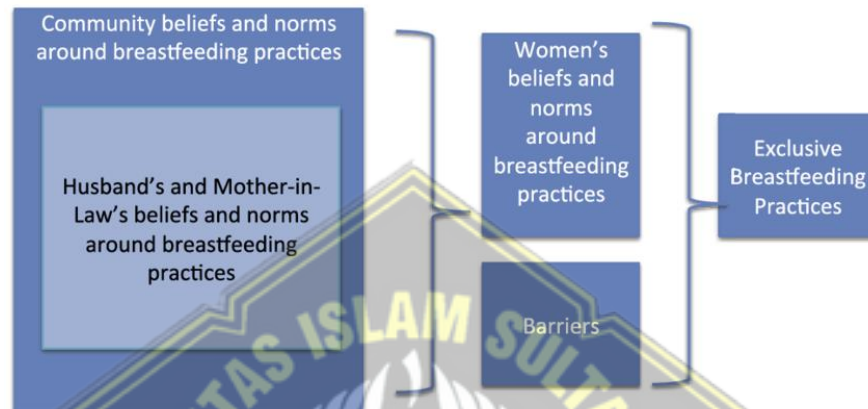 Community beliefs and norms
around breastfeeding practices
Husband's and Mother-in-
Law's beliefs and norms
around breastfeeding
practices
Women's
beliefs and
norms
around
breastfeeding
practices
Barriers
Exclusive
Breastfeeding
Practices
TAS ISLAM SULTA